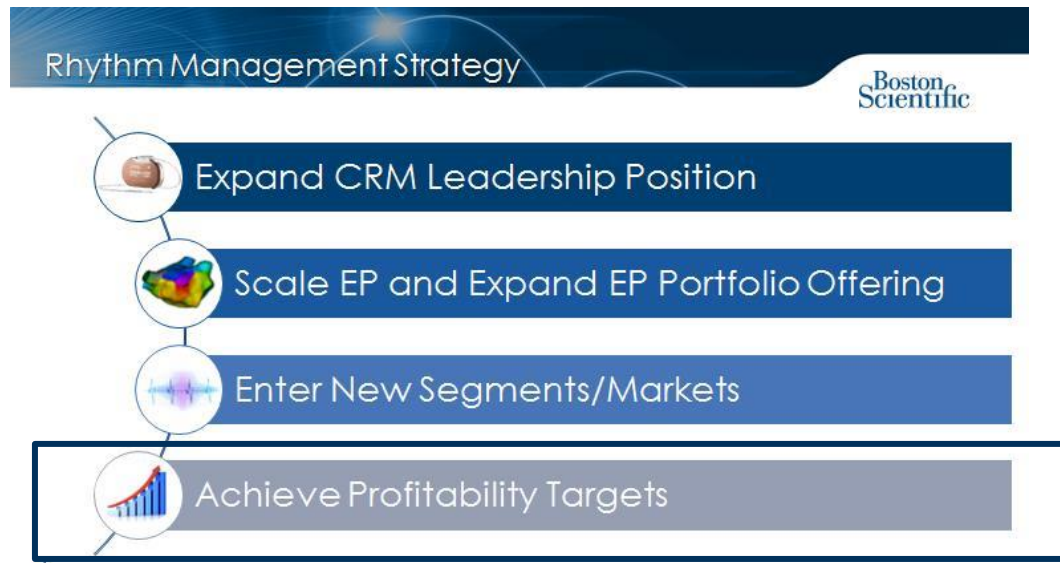 Rhythm Management Strategy
Boston
Scientific
Expand CRM Leadership Position
Scale EP and Expand EP Portfolio Offering
Enter New Segments/Markets
Achieve Profitability Targets